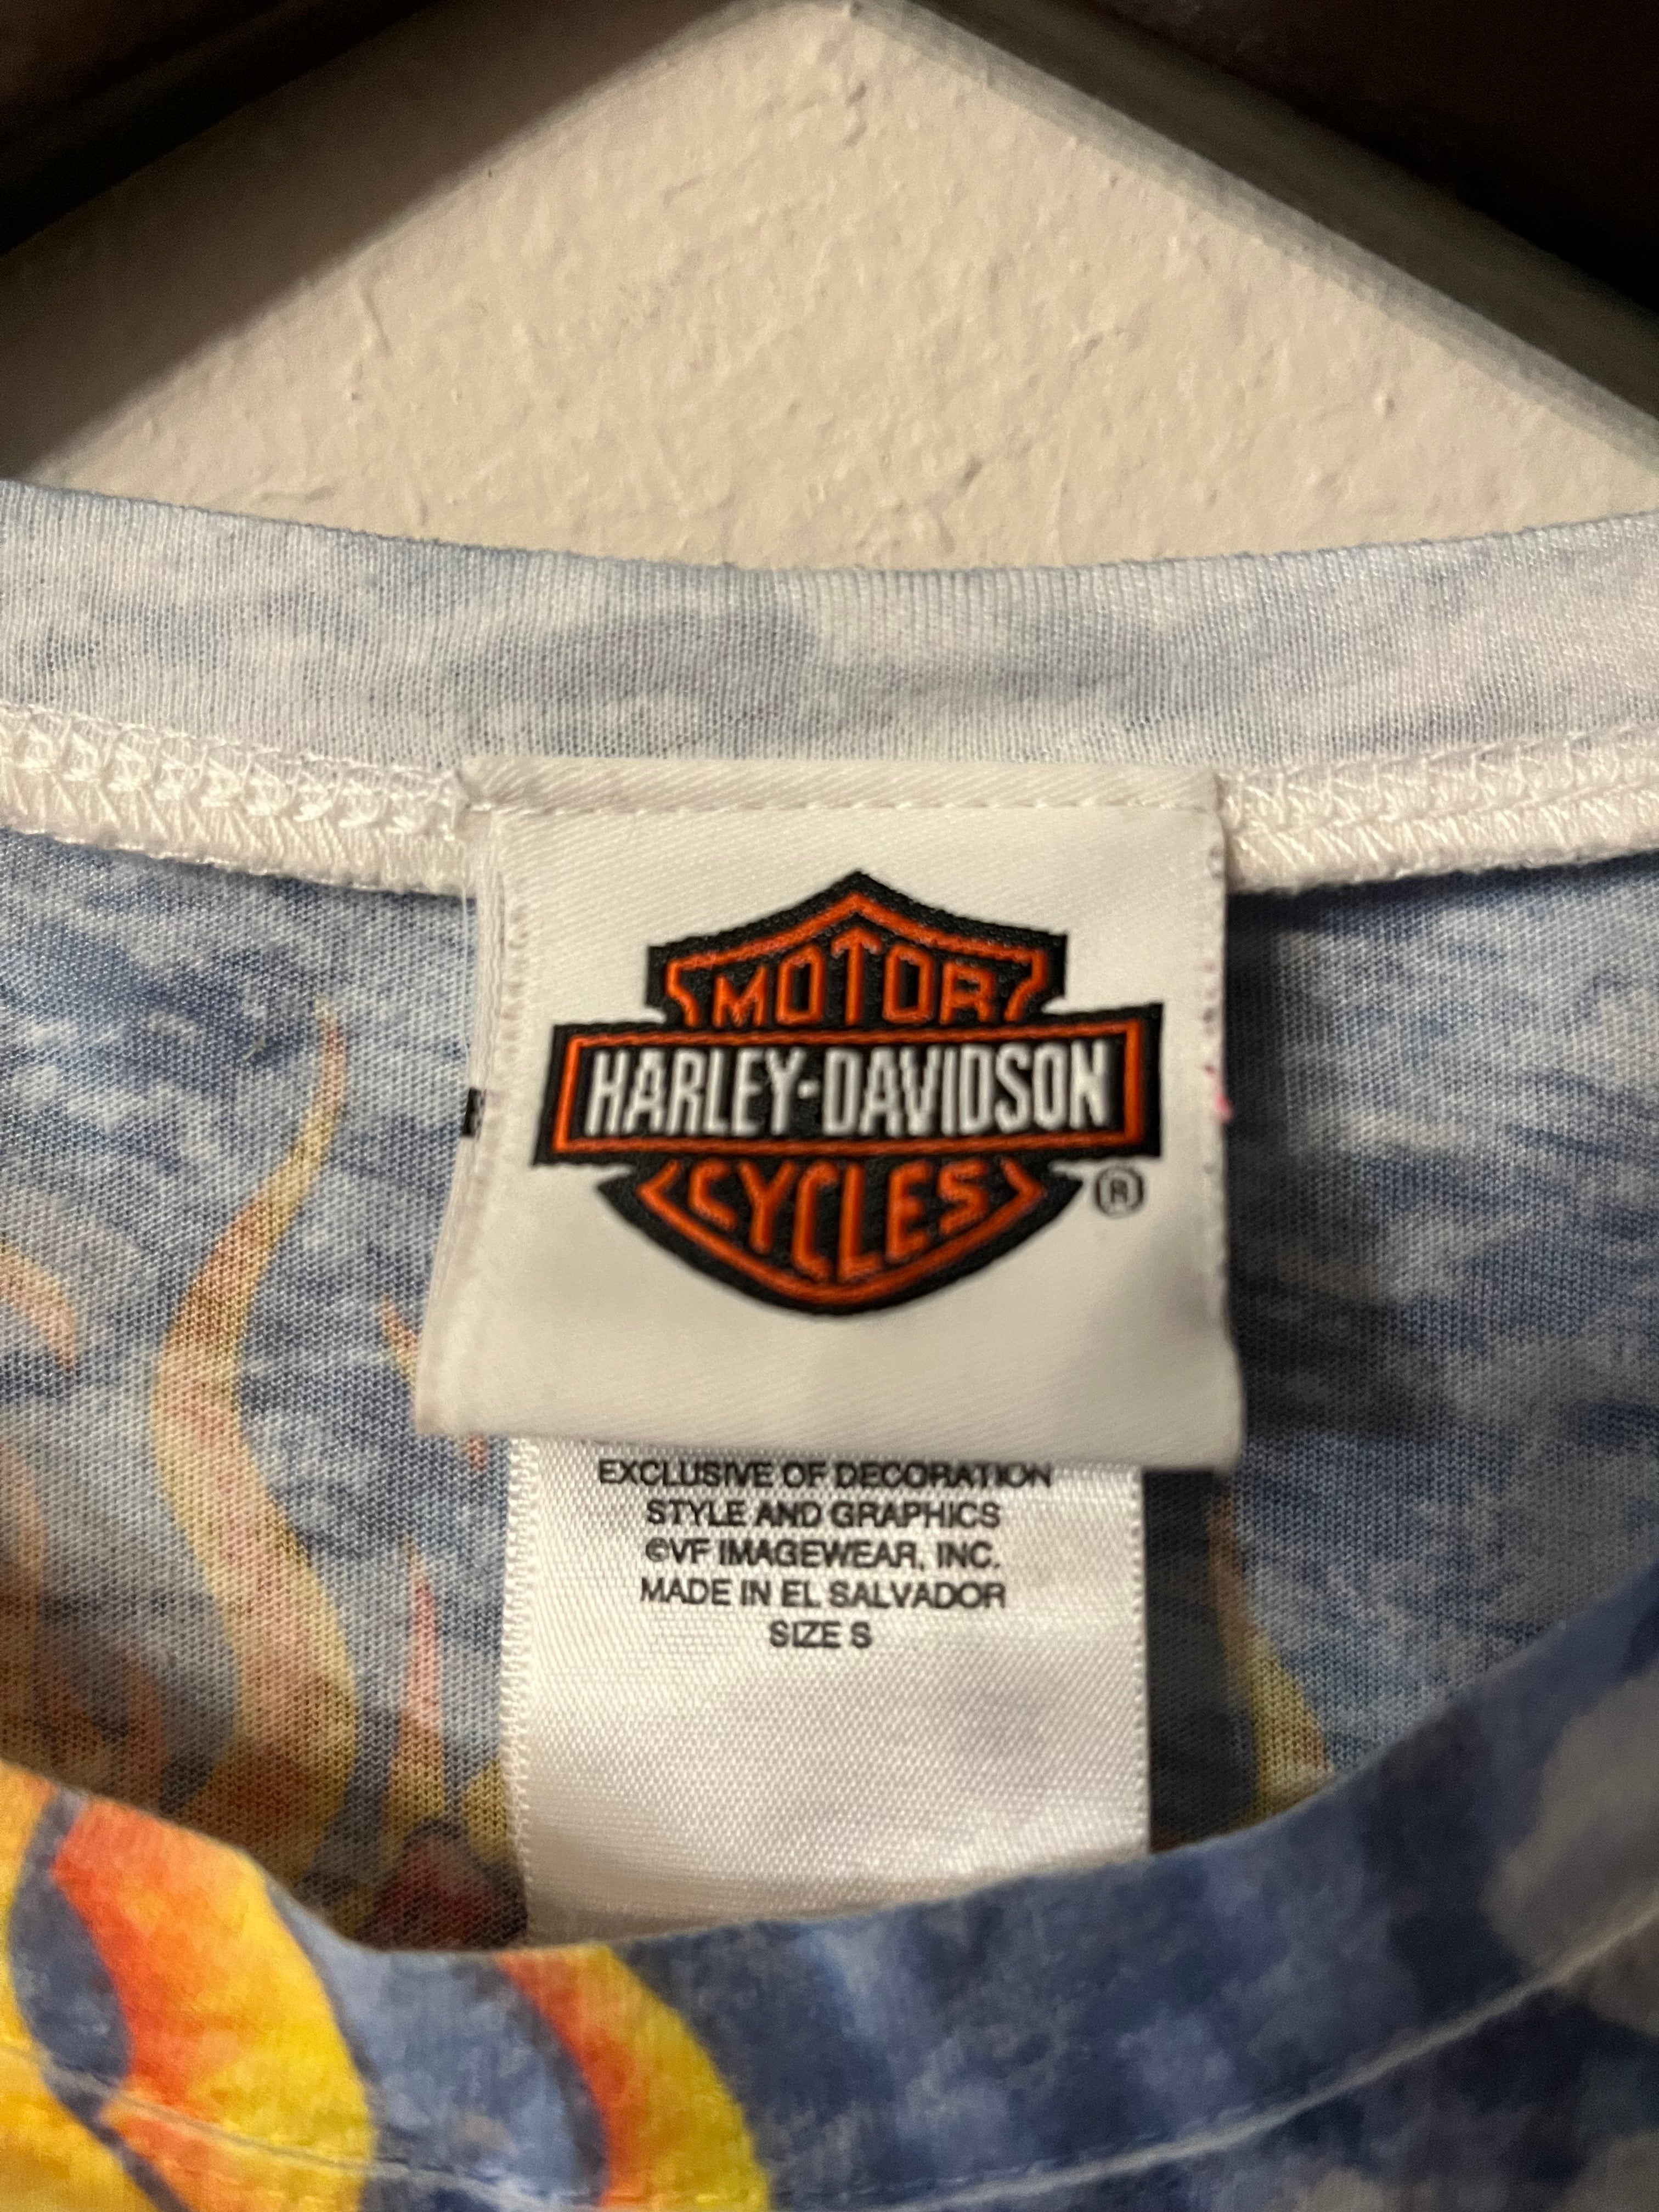 MOTOR
HARLEY-DAVIDSON
CYCLES
®
EXCLUSIVE OF DECORATION
STYLE AND GRAPHICS
©VF IMAGEWEAR, INC.
MADE IN EL SALVADOR
SIZE S